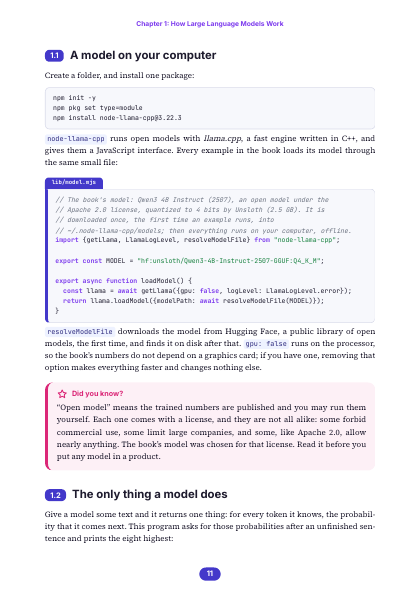 Chapter 1: How Large Language Models Work
1.1 A model on your computer
Create a folder, and install one package:
npm init -y
npm pkg set type=module
npm install node-llama-cpp@3.22.3
node-llama-cpp runs open models with llama.cpp, a fast engine written in C++, and
gives them a JavaScript interface. Every example in the book loads its model through
the same small file:
lib/model.mjs
// The book's model: Qwen3 4B Instruct (2507), an open model under the
// Apache 2.0 license, quantized to 4 bits by Unsloth (2.5 GB). It is
// downloaded once, the first time an example runs, into
// ~/.node-llama-cpp/models; then everything runs on your computer, offline.
import {getLlama, LlamaLogLevel, resolveModelFile} from "node-llama-cpp";
export const MODEL = "hf:unsloth/Qwen3-4B-Instruct-2507-GGUF:Q4_K_M";
export async function loadModel() {
const llama = await getLlama({gpu: false, logLevel: LlamaLogLevel.error});
return llama.loadModel({modelPath: await resolveModelFile(MODEL)});
}
resolveModelFile downloads the model from Hugging Face, a public library of open
models, the first time, and finds it on disk after that. gpu: false runs on the processor,
so the book's numbers do not depend on a graphics card; if you have one, removing that
option makes everything faster and changes nothing else.
Did you know?
"Open model" means the trained numbers are published and you may run them
yourself. Each one comes with a license, and they are not all alike: some forbid
commercial use, some limit large companies, and some, like Apache 2.0, allow
nearly anything. The book's model was chosen for that license. Read it before you
put any model in a product.
1.2 The only thing a model does
Give a model some text and it returns one thing: for every token it knows, the probabil-
ity that it comes next. This program asks for those probabilities after an unfinished sen-
tence and prints the eight highest:
11